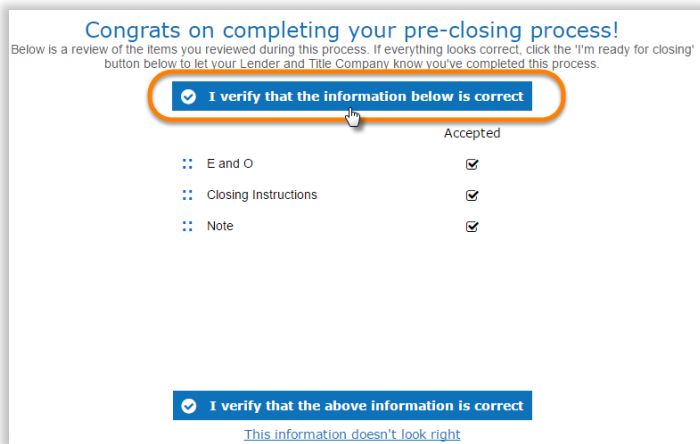 Congrats on completing your pre-closing process!
Below is a review of the items you reviewed during this process. If everything looks correct, click the 'I'm ready for closing'
button below to let your Lender and Title Company know you've completed this process.
I verify that the information below is correct
Accepted
E and O
Closing Instructions
Note
I verify that the above information is correct
This information doesn't look right